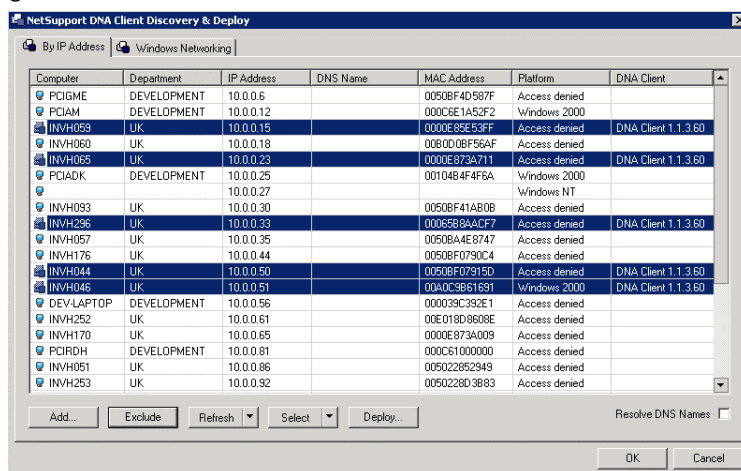 NetSupport DNA Client Discovery & Deploy
By IP Address Windows Networking
Computer Department IP Address DNS Name MAC Address Platform DNA Client
PCIGME DEVELOPMENT 10.0.0.6 0050BF4D587F Access denied
PCIAM DEVELOPMENT 10.0.0.12 000C6E1A52F2 Windows 2000
INVH059 UK 10.0.0.15 0000E85E53FF Access denied DNA Client 1.1.3.60
INVH060 UK 10.0.0.18 00B0D0BF56AF Access denied
INVH065 UK 10.0.0.23 0000E873A711 Access denied DNA Client 1.1.3.60
PCIADK DEVELOPMENT 10.0.0.25 00104B4F4F6A Windows 2000
10.0.0.27 Windows NT
INVH093 UK 10.0.0.30 0050BF41AB0B Access denied
INVH296 UK 10.0.0.33 00065B8AACF7 Access denied DNA Client 1.1.3.60
INVH057 UK 10.0.0.35 0050BA4E8747 Access denied
INVH176 UK 10.0.0.44 0050BF0790C4 Access denied
INVH044 UK 10.0.0.50 0050BF07915D Access denied DNA Client 1.1.3.60
INVH046 UK 10.0.0.51 00A0C9B61691 Windows 2000 DNA Client 1.1.3.60
DEV-LAPTOP DEVELOPMENT 10.0.0.56 000039C392E1 Access denied
INVH252 UK 10.0.0.61 00E018D8608E Access denied
INVH170 UK 10.0.0.65 0000E873A009 Access denied
PCIRDH DEVELOPMENT 10.0.0.81 000C61000000 Access denied
INVH051 UK 10.0.0.86 005022852949 Access denied
INVH253 UK 10.0.0.92 0050228D3B83 Access denied
Add... Exclude Refresh Select Deploy... Resolve DNS Names
OK Cancel